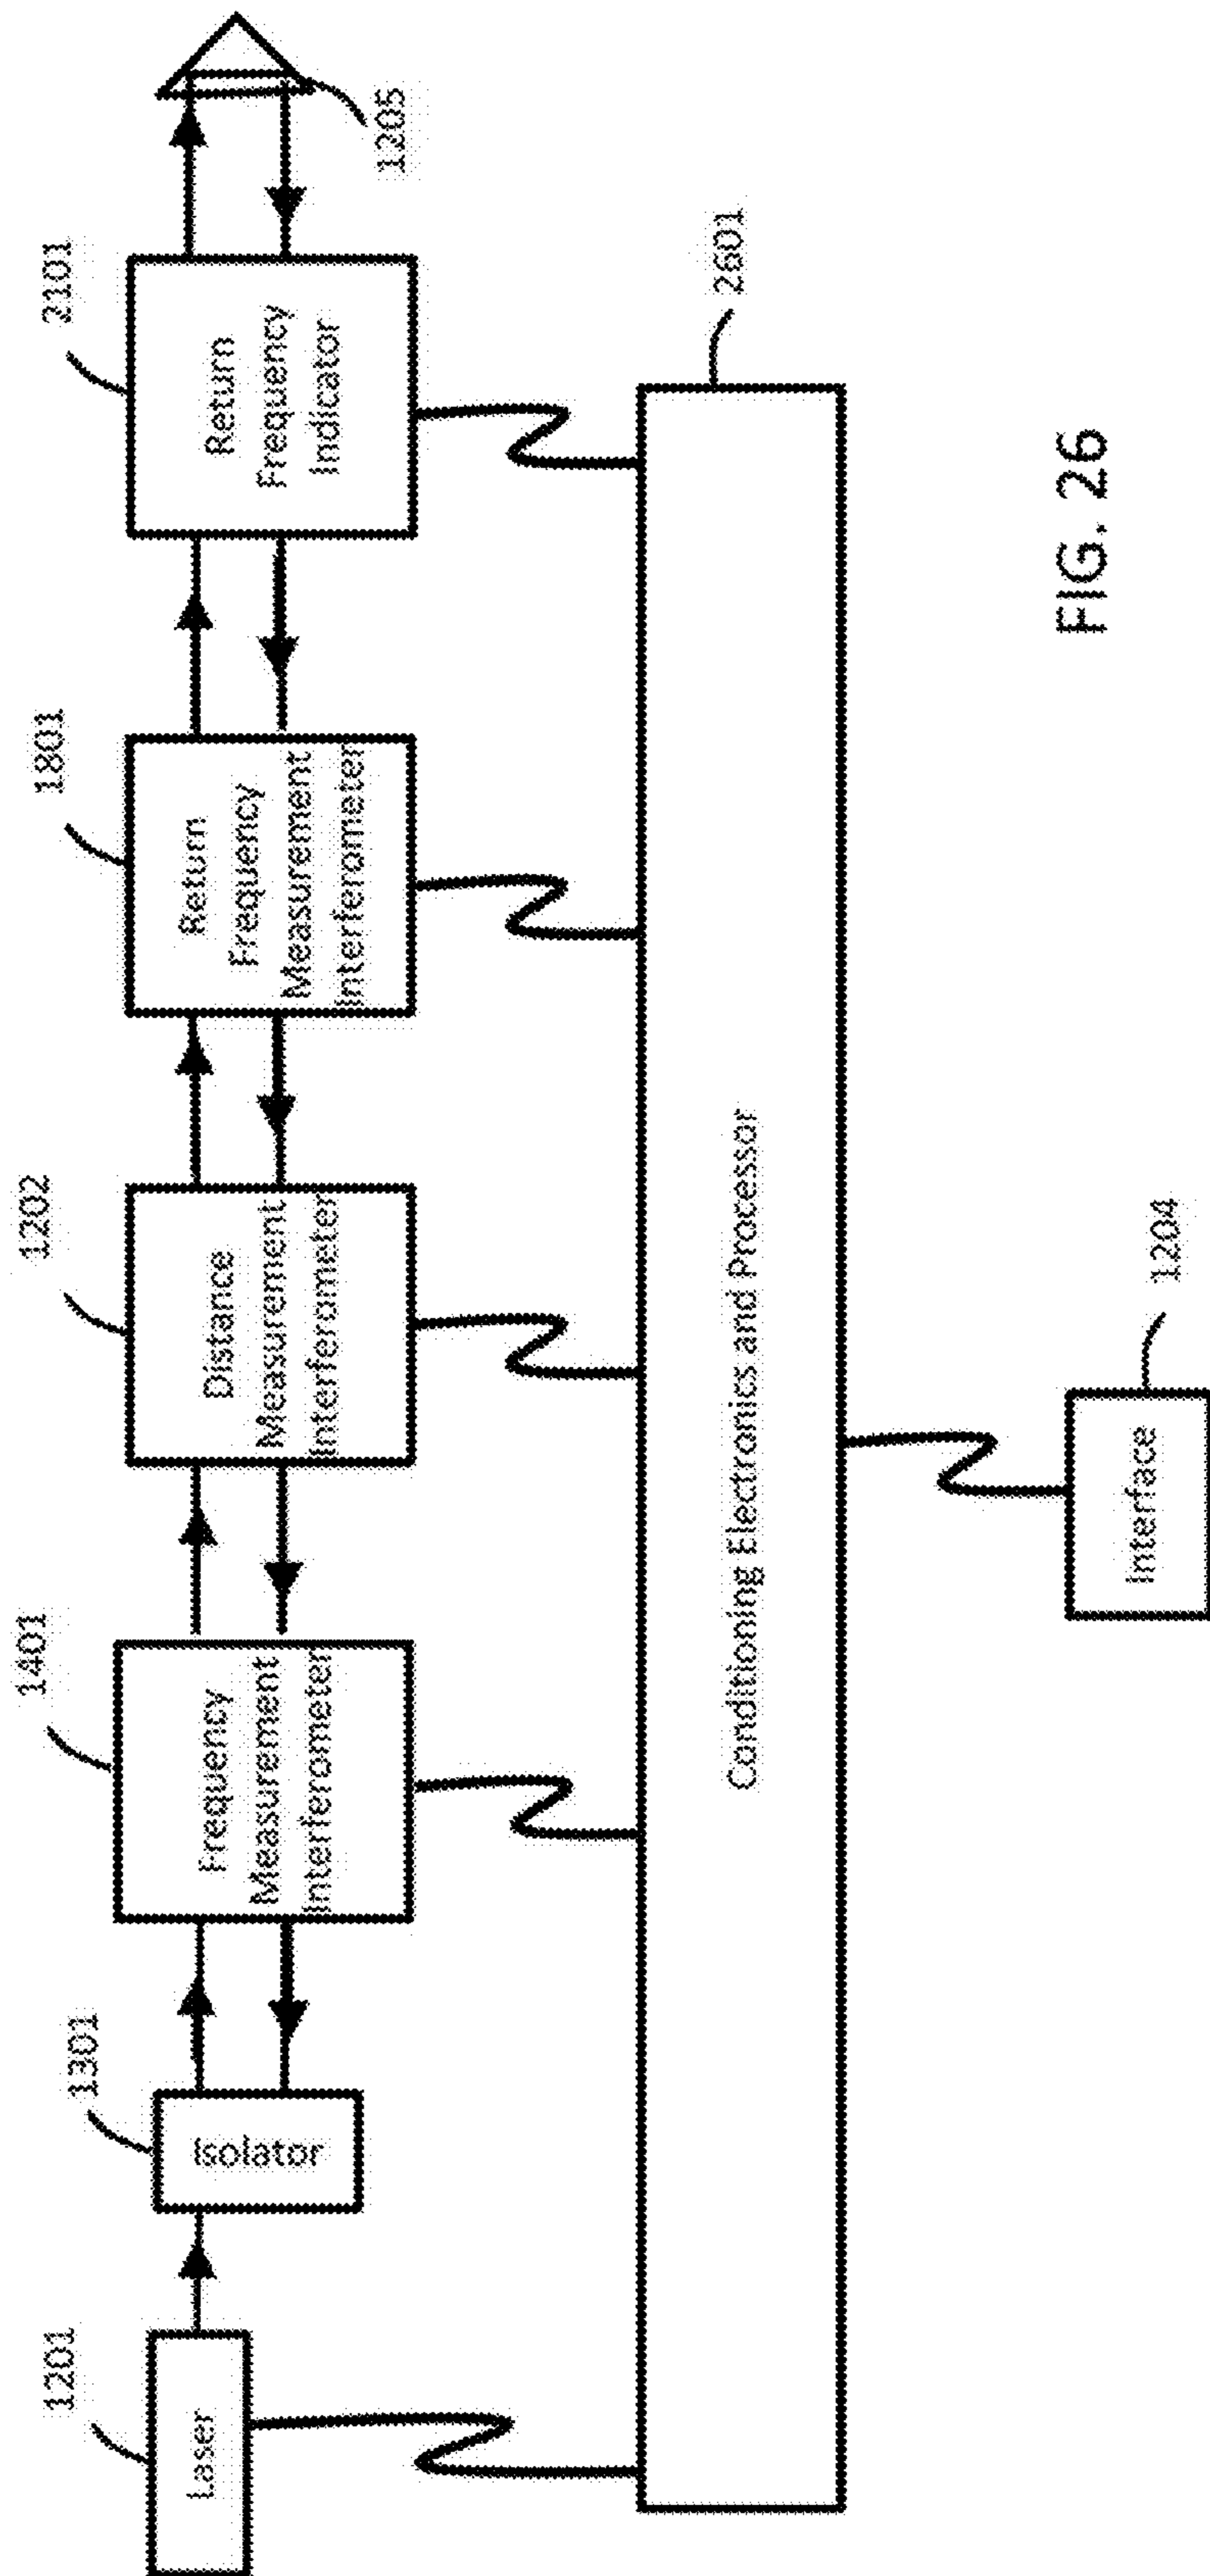 1201
Laser
1301
Isolator
1401
Frequency
Measurement
Interferometer
1202
Distance
Measurement
Interferometer
1801
Return
Frequency
Measurement
Interferometer
2101
Return
Frequency
Indicator
1205
Conditioning Electronics and Processor
2601
Interface
1204
FIG. 26